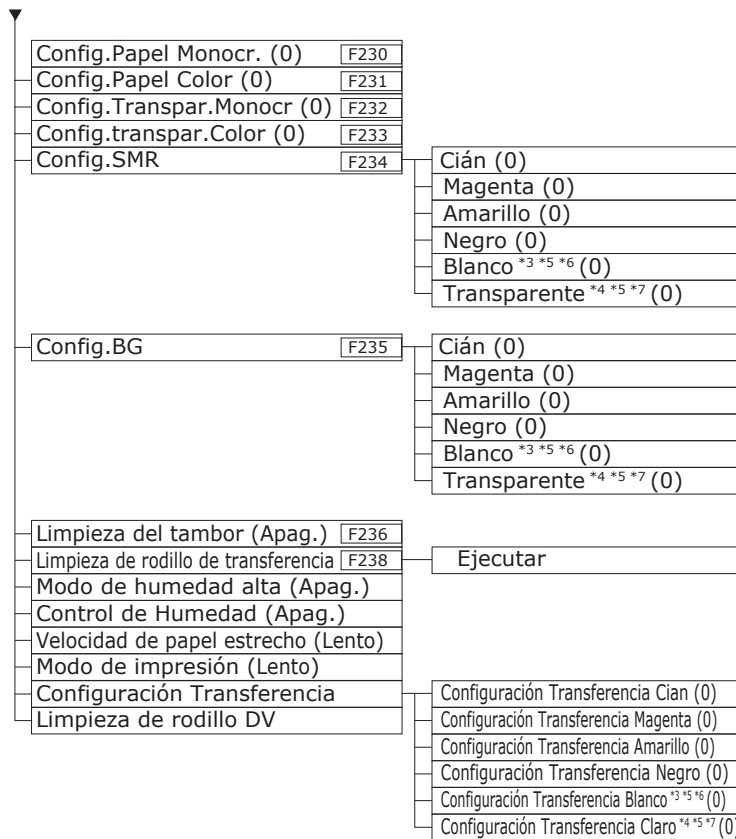 Config.Papel Monocr. (0) F230
Config.Papel Color (0) F231
Config.Transpar.Monocr (0) F232
Config.transpar.Color (0) F233
Config.SMR F234
Cián (0)
Magenta (0)
Amarillo (0)
Negro (0)
Blanco *3 *5 *6 (0)
Transparente *4 *5 *7 (0)
Config.BG F235
Cián (0)
Magenta (0)
Amarillo (0)
Negro (0)
Blanco *3 *5 *6 (0)
Transparente *4 *5 *7 (0)
Limpieza del tambor (Apag.) F236
Limpieza de rodillo de transferencia F238
Ejecutar
Modo de humedad alta (Apag.)
Control de Humedad (Apag.)
Velocidad de papel estrecho (Lento)
Modo de impresión (Lento)
Configuración Transferencia
Configuración Transferencia Cian (0)
Configuración Transferencia Magenta (0)
Configuración Transferencia Amarillo (0)
Configuración Transferencia Negro (0)
Configuración Transferencia Blanco *3 *5 *6 (0)
Configuración Transferencia Claro *4 *5 *7 (0)
Limpieza de rodillo DV